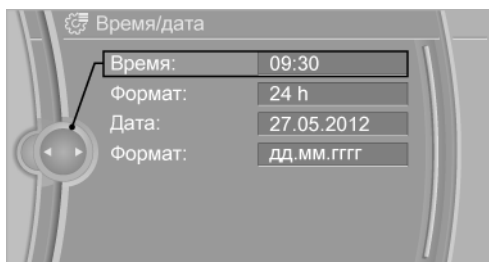 Время/дата
Время: 09:30
Формат: 24 h
Дата: 27.05.2012
Формат: дд.мм.гггг